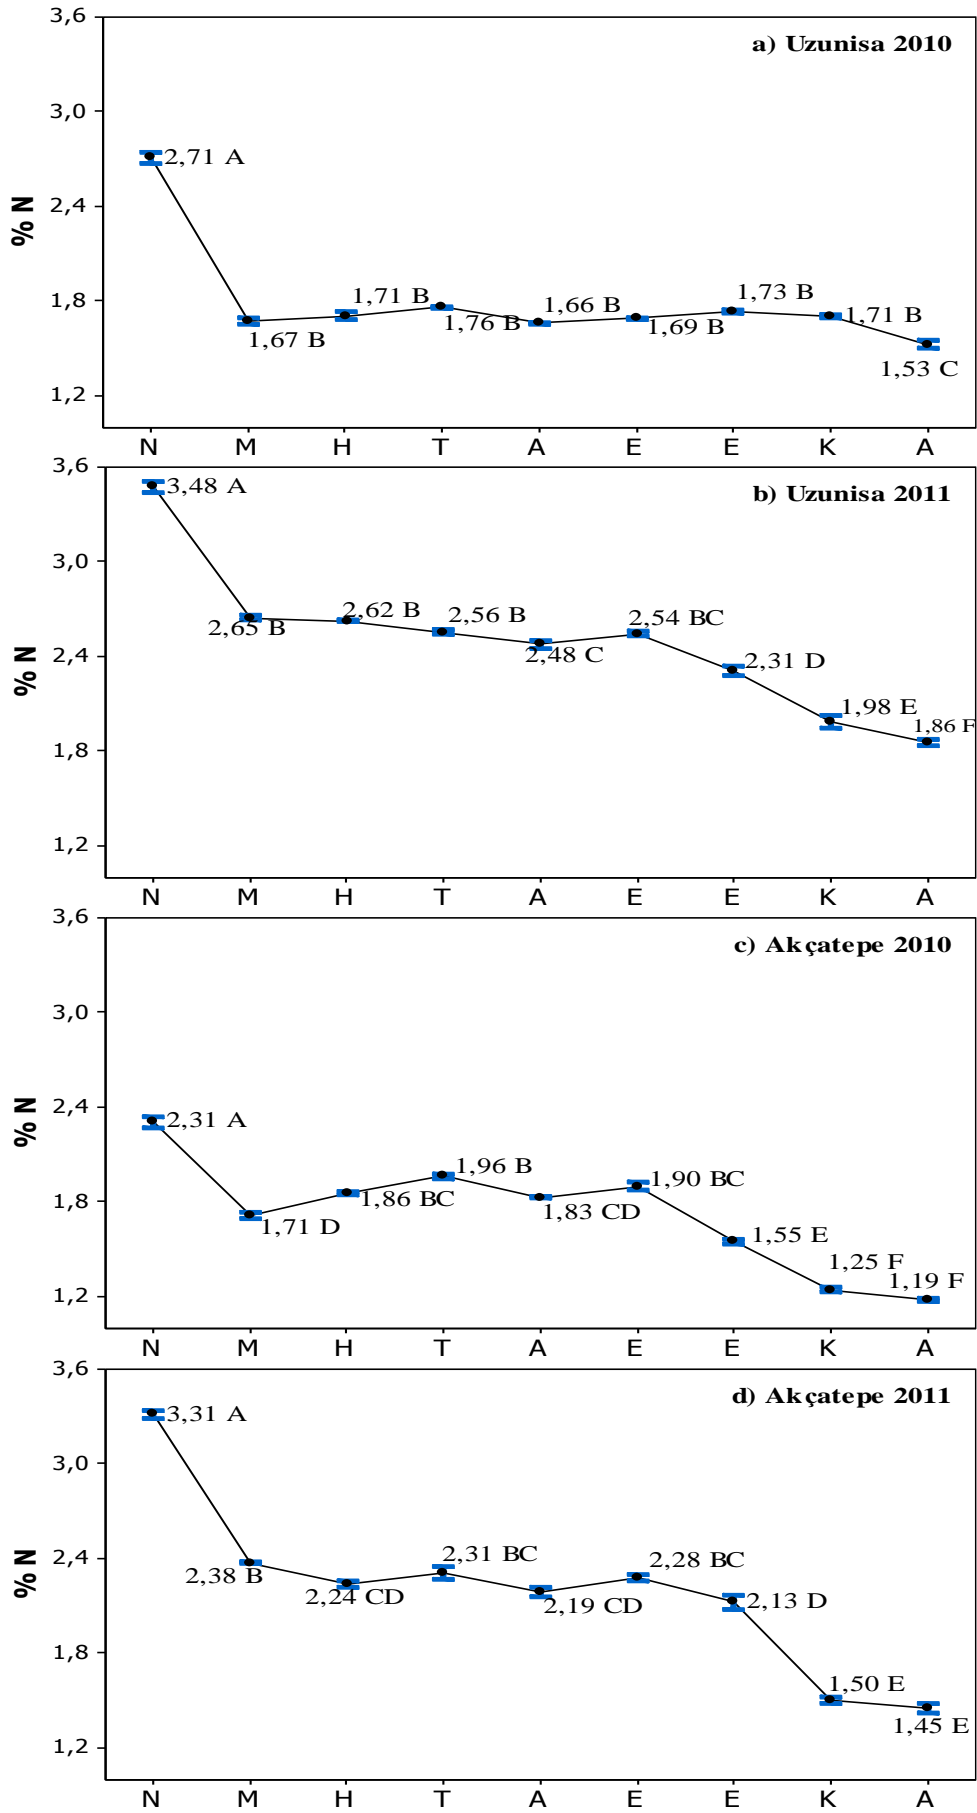 3,6
a) Uzunisa 2010
3,0
2,71 A
2,4
% N
1,8
1,67 B
1,71 B
1,76 B
1,66 B
1,69 B
1,73 B
1,71 B
1,53 C
1,2
N M H T A E E K A
3,6
3,48 A
b) Uzunisa 2011
3,0
2,65 B
2,62 B
2,56 B
2,48 C
2,54 BC
2,31 D
1,98 E
1,86 F
2,4
% N
1,8
1,2
N M H T A E E K A
3,6
c) Akçatepe 2010
3,0
2,4
% N
2,31 A
1,71 D
1,86 BC
1,96 B
1,83 CD
1,90 BC
1,55 E
1,25 F
1,19 F
1,8
1,2
N M H T A E E K A
3,6
d) Akçatepe 2011
3,31 A
3,0
2,4
% N
2,38 B
2,24 CD
2,31 BC
2,19 CD
2,28 BC
2,13 D
1,50 E
1,45 E
1,8
1,2
N M H T A E E K A